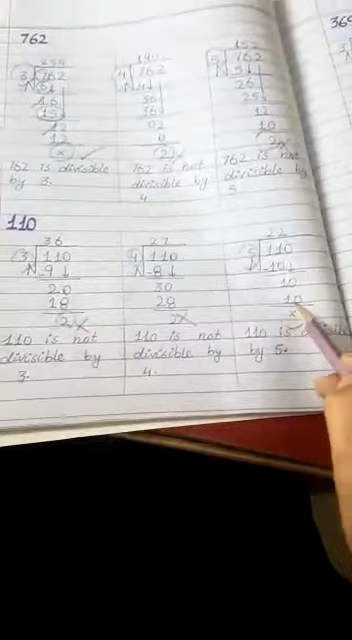 762
369
254 190 152
3 762 4 762 5 762
6 4 5
16 36 26
15 36 25
12 02 12
12 0 10
x 2 2
762 is divisible by 3.
762 is not divisible by 4
762 is not divisible by 5
110
36 27 22
3 110 4 110 5 110
9 8 10
20 30 10
18 28 10
2 2 x
110 is not divisible by 3.
110 is not divisible by 4.
110 is divisible by 5.